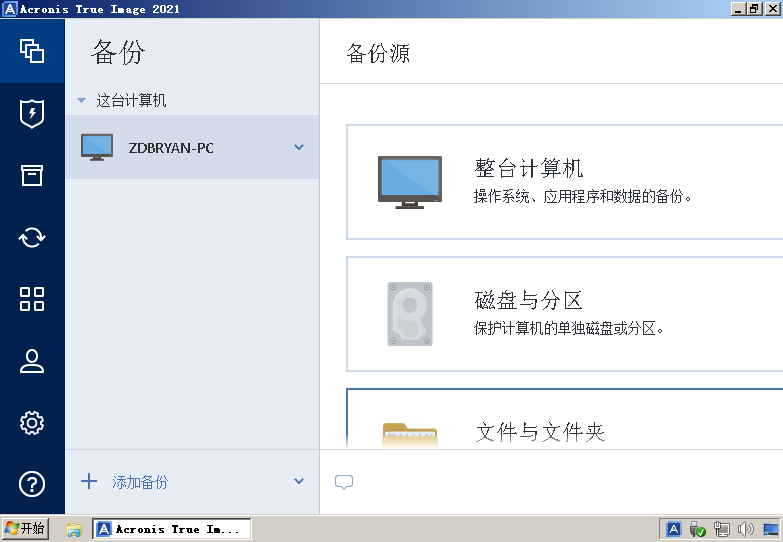 Acronis True Image 2021
备份
备份源
这台计算机
ZDBRYAN-PC
整台计算机
操作系统、应用程序和数据的备份。
磁盘与分区
保护计算机的单独磁盘或分区。
文件与文件夹
添加备份
开始
Acronis True Im...